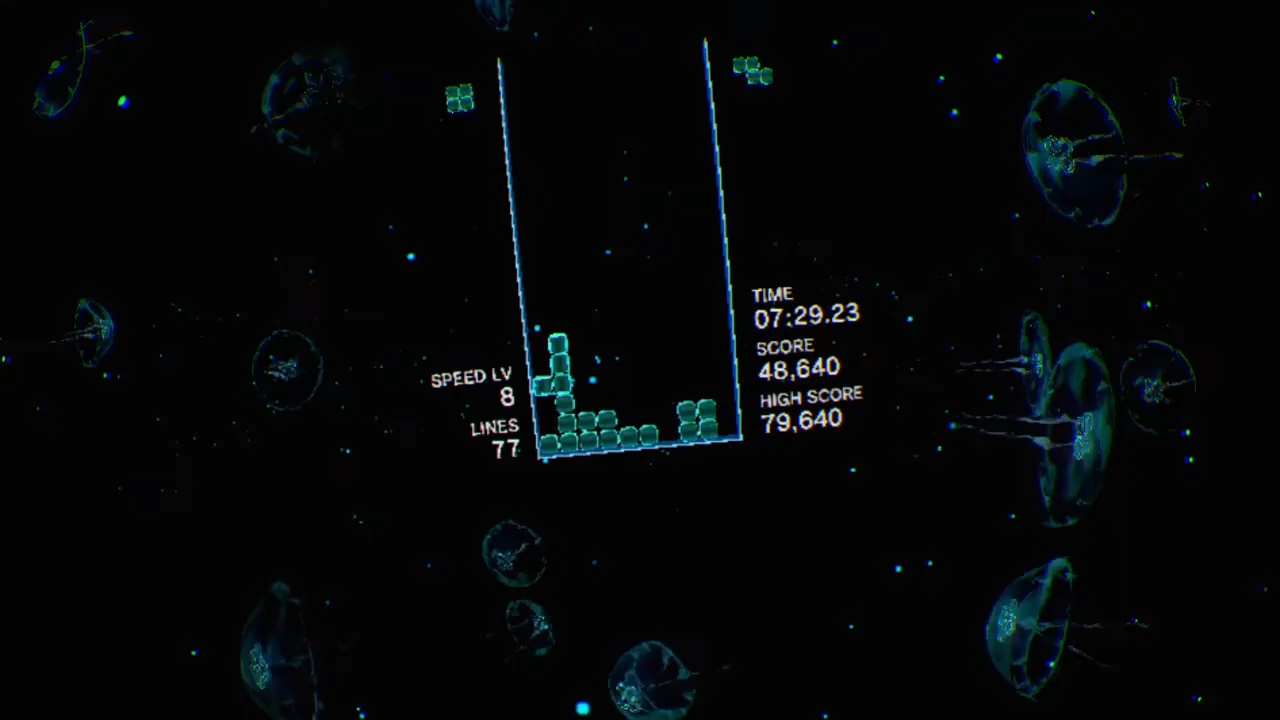 SPEED LV
8
LINES
77
TIME
07:29.23
SCORE
48,640
HIGH SCORE
79,640